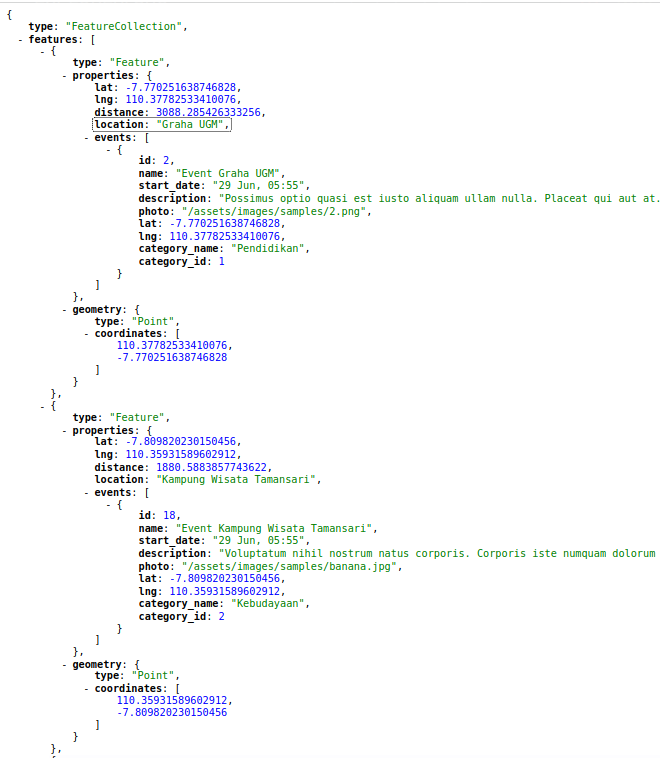 {
type: "FeatureCollection",
- features: [
- {
type: "Feature",
- properties: {
lat: -7.770251638746828,
lng: 110.37782533410076,
distance: 3088.285426333256,
location: "Graha UGM",
- events: [
- {
id: 2,
name: "Event Graha UGM",
start_date: "29 Jun, 05:55",
description: "Possimus optio quasi est iusto aliquam ullam nulla. Placeat qui aut at.
photo: "/assets/images/samples/2.png",
lat: -7.770251638746828,
lng: 110.37782533410076,
category_name: "Pendidikan",
category_id: 1
}
]
},
- geometry: {
type: "Point",
- coordinates: [
110.37782533410076,
-7.770251638746828
]
}
},
- {
type: "Feature",
- properties: {
lat: -7.809820230150456,
lng: 110.35931589602912,
distance: 1880.5883857743622,
location: "Kampung Wisata Tamansari",
- events: [
- {
id: 18,
name: "Event Kampung Wisata Tamansari",
start_date: "29 Jun, 05:55",
description: "Voluptatum nihil nostrum natus corporis. Corporis iste numquam dolorum
photo: "/assets/images/samples/banana.jpg",
lat: -7.809820230150456,
lng: 110.35931589602912,
category_name: "Kebudayaan",
category_id: 2
}
]
},
- geometry: {
type: "Point",
- coordinates: [
110.35931589602912,
-7.809820230150456
]
}
},